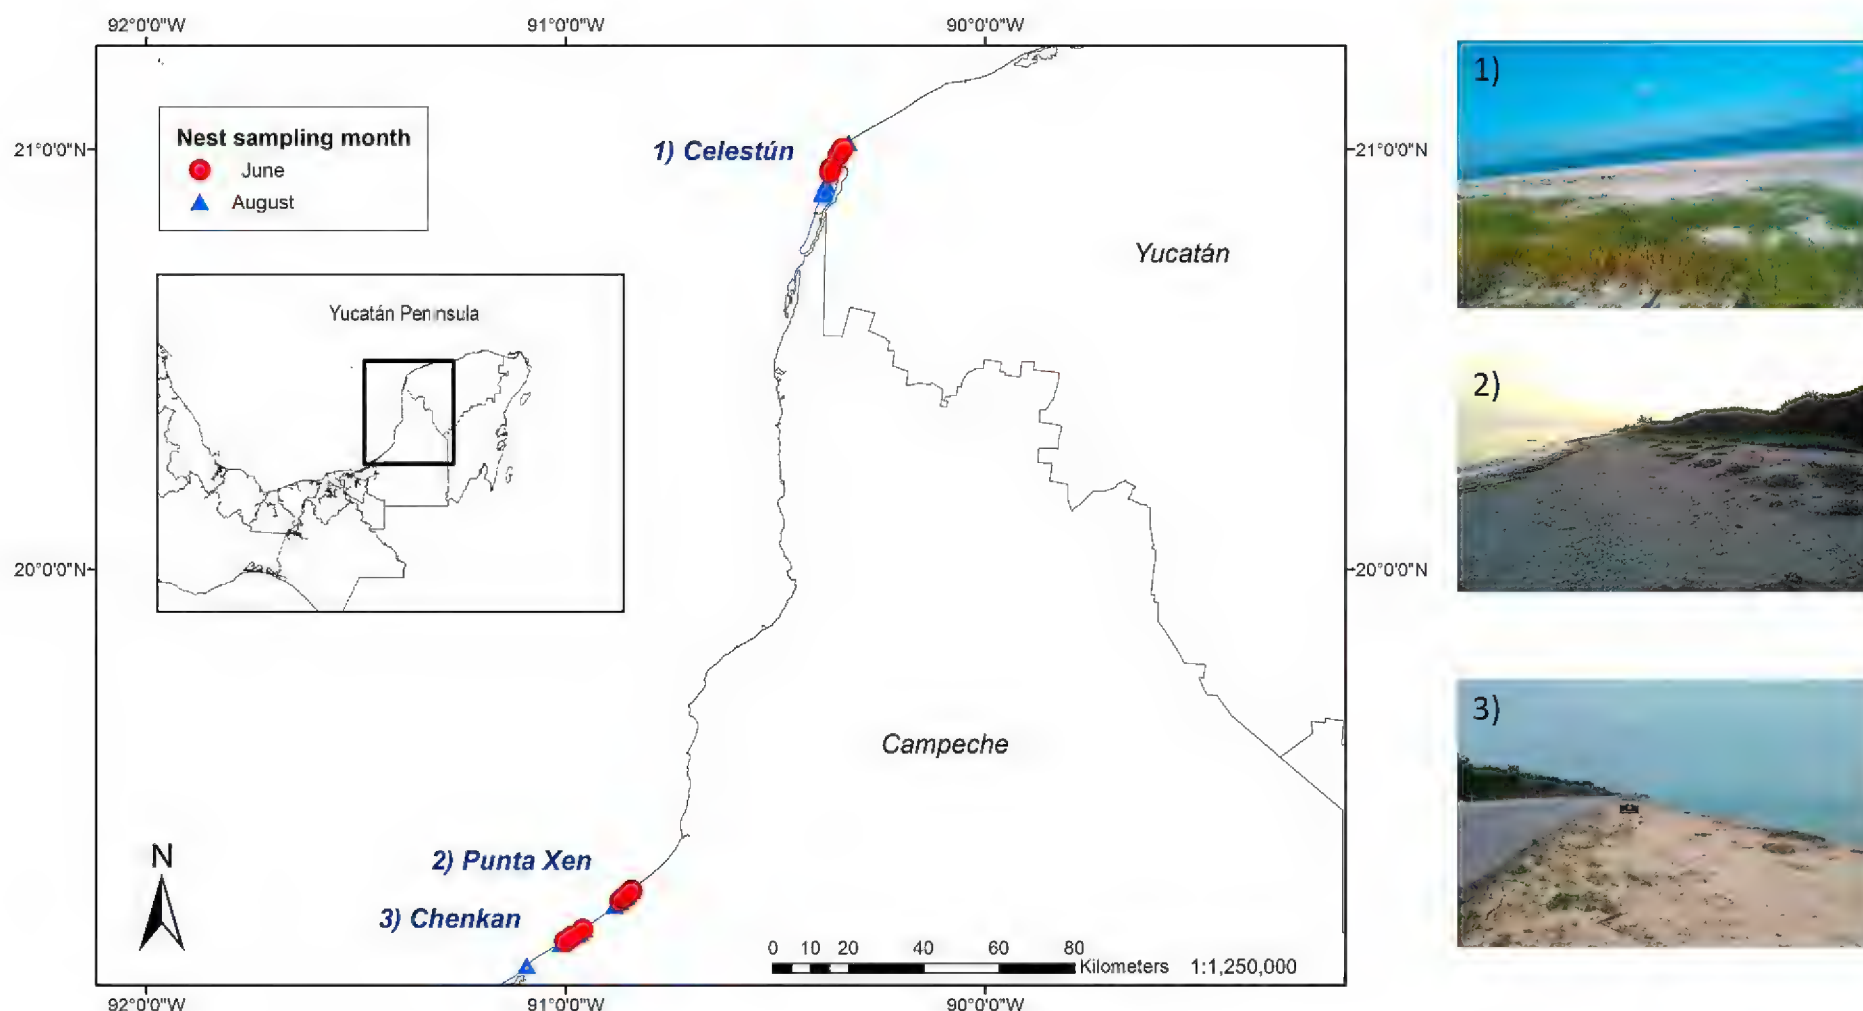 92°0'0"W 91°0'0"W 90°0'0"W
21°0'0"N 21°0'0"N
20°0'0"N 20°0'0"N
Nest sampling month
June
August
Yucatán Peninsula
1) Celestún
Yucatán
Campeche
2) Punta Xen
3) Chenkan
N
0 10 20 40 60 80
Kilometers 1:1,250,000
92°0'0"W 91°0'0"W 90°0'0"W
1)
2)
3)